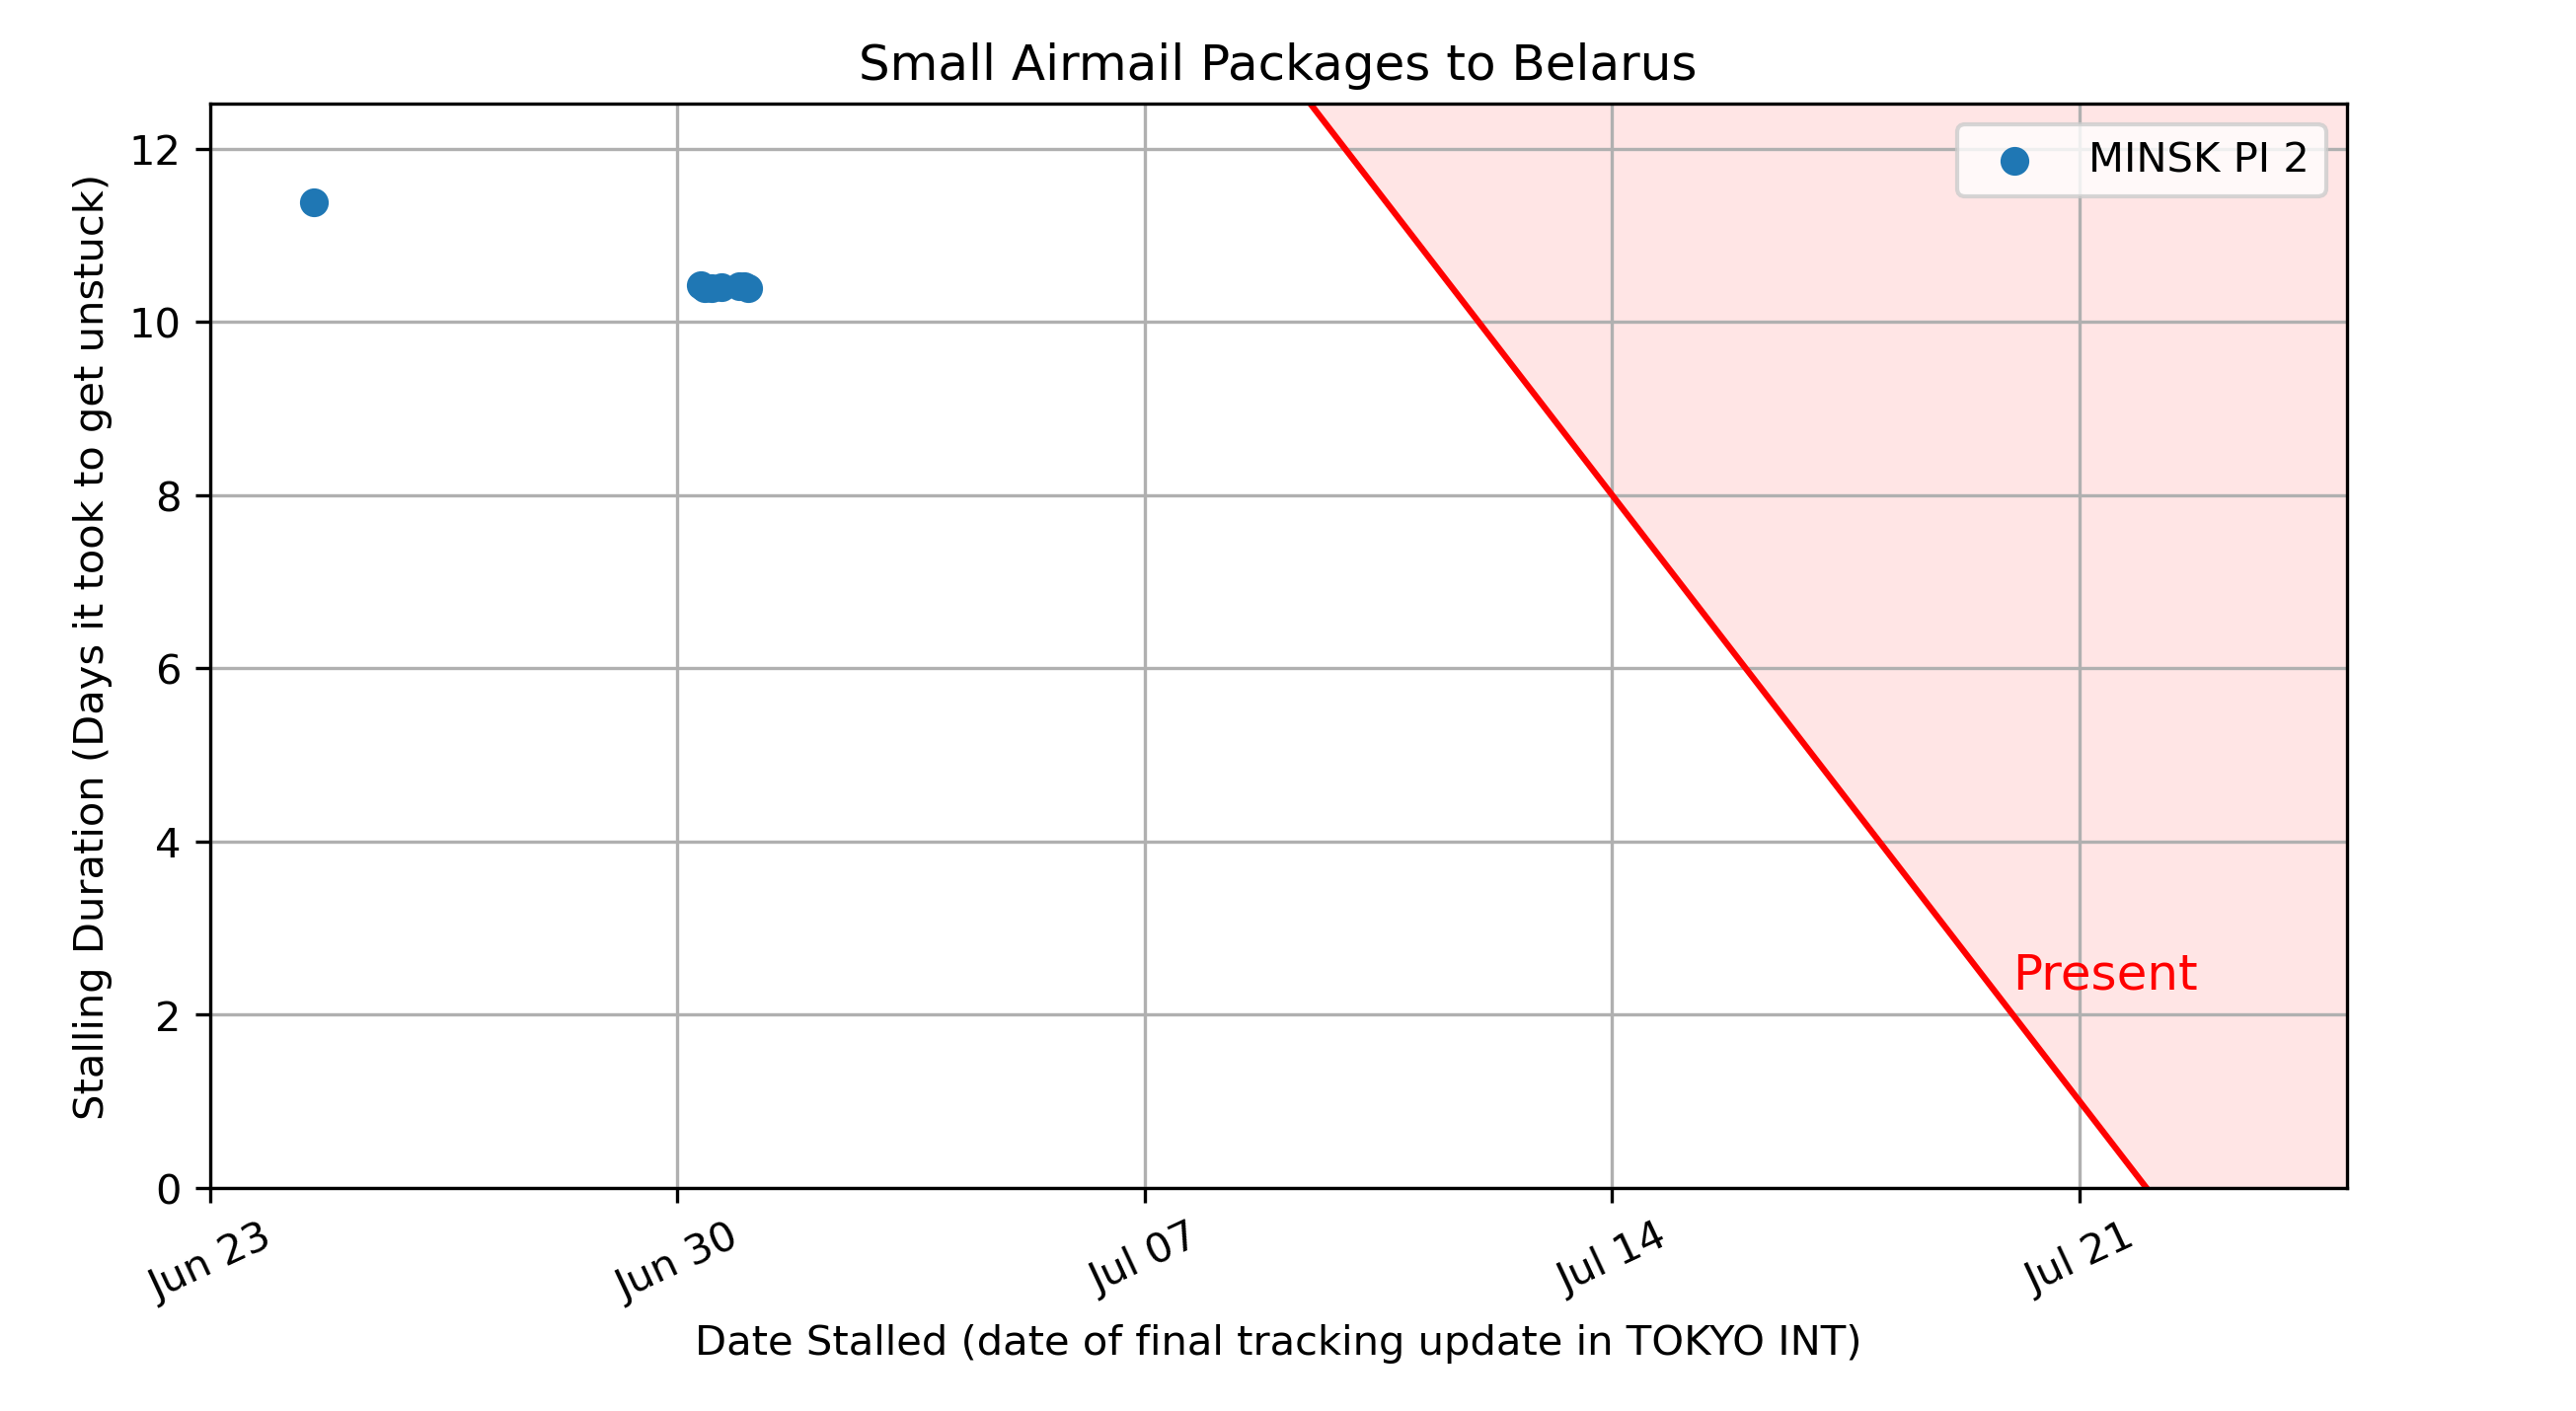 Small Airmail Packages to Belarus
MINSK PI 2
Stalling Duration (Days it took to get unstuck)
12
10
8
6
4
2
0
Present
Jun 23
Jun 30
Jul 07
Jul 14
Jul 21
Date Stalled (date of final tracking update in TOKYO INT)